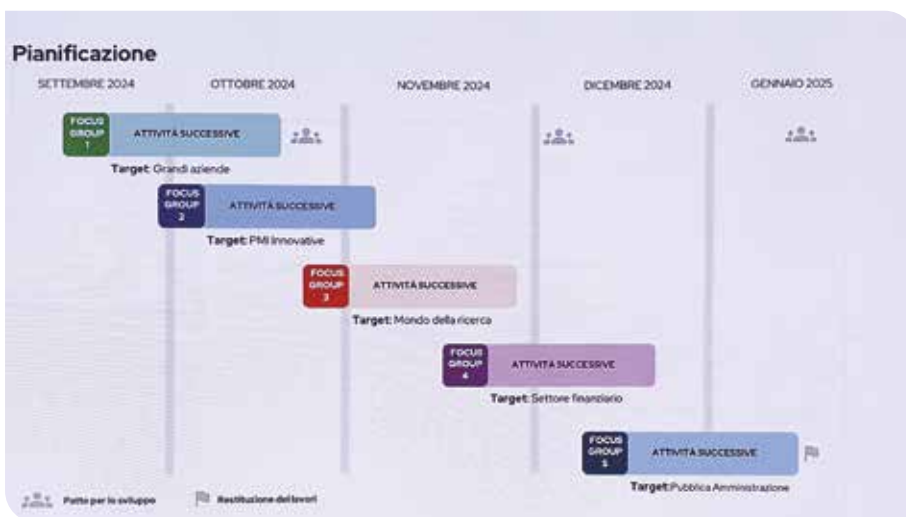 Pianificazione
SETTEMBRE 2024
OTTOBRE 2024
NOVEMBRE 2024
DICEMBRE 2024
GENNAIO 2025
FOCUS
GROUP
1
ATTIVITÀ SUCCESSIVE
Target: Grandi aziende
FOCUS
GROUP
2
ATTIVITÀ SUCCESSIVE
Target: PMI Innovative
FOCUS
GROUP
3
ATTIVITÀ SUCCESSIVE
Target: Mondo della ricerca
FOCUS
GROUP
4
ATTIVITÀ SUCCESSIVE
Target: Settore finanziario
FOCUS
GROUP
5
ATTIVITÀ SUCCESSIVE
Target: Pubblica Amministrazione
Patto per lo sviluppo
Restituzione dei lavori